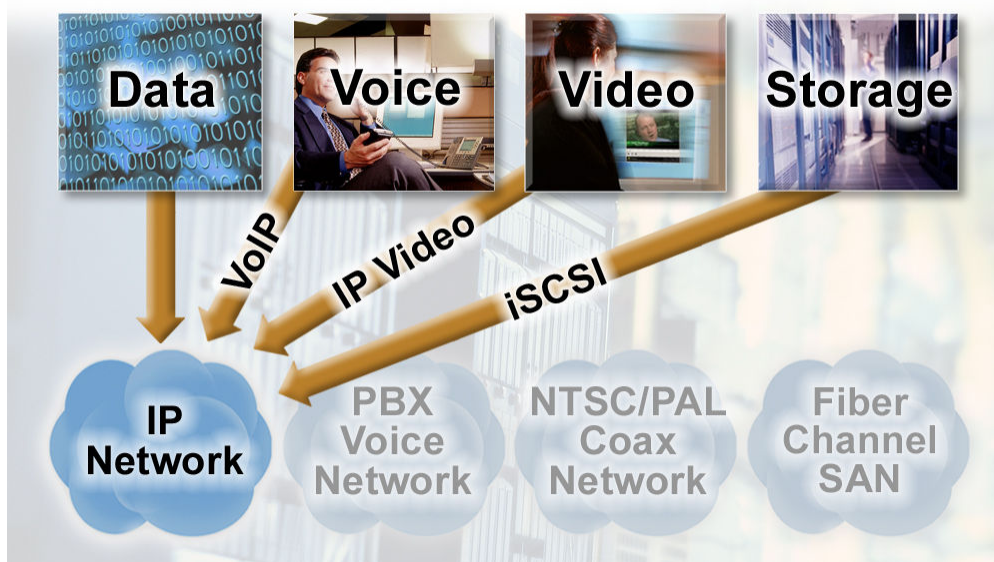 Data
Voice
Video
Storage
VoIP
IP Video
iSCSI
IP
Network
PBX
Voice
Network
NTSC/PAL
Coax
Network
Fiber
Channel
SAN